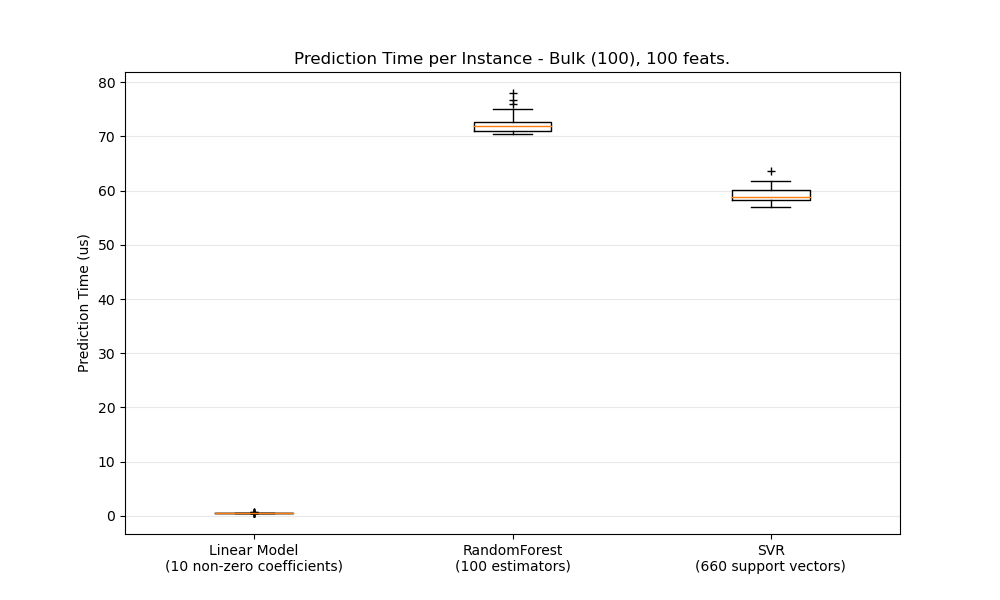 Prediction Time per Instance - Bulk (100), 100 feats.
80
70
60
50
40
30
20
10
0
Prediction Time (us)
Linear Model
(10 non-zero coefficients)
RandomForest
(100 estimators)
SVR
(660 support vectors)